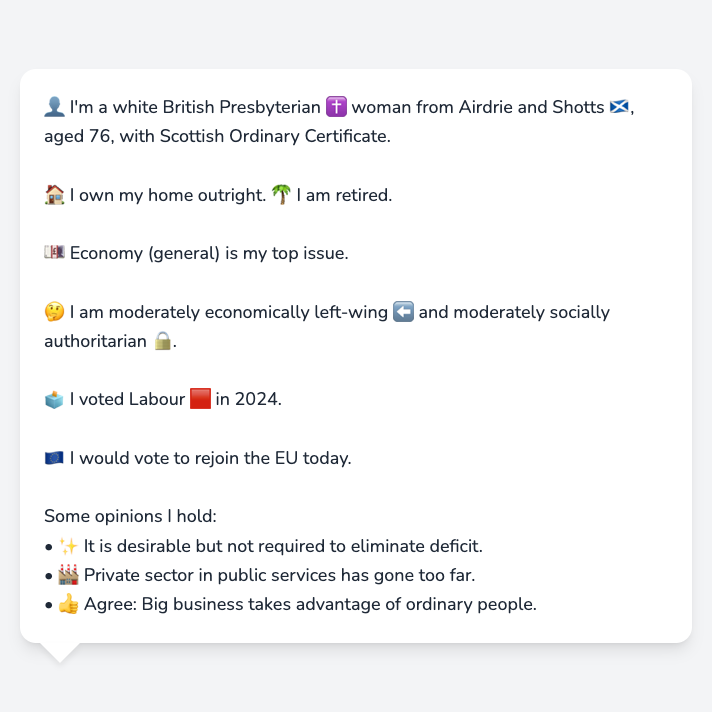 👤 I'm a white British Presbyterian ✝️ woman from Airdrie and Shotts 🏴󠁧󠁢󠁳󠁣󠁴󠁿,
aged 76, with Scottish Ordinary Certificate.
🏠 I own my home outright. 🌴 I am retired.
💷 Economy (general) is my top issue.
🤔 I am moderately economically left-wing ⬅️ and moderately socially
authoritarian 🔒.
🗳️ I voted Labour 🟥 in 2024.
🇪🇺 I would vote to rejoin the EU today.
Some opinions I hold:
• ✨ It is desirable but not required to eliminate deficit.
• 🏭 Private sector in public services has gone too far.
• 👍 Agree: Big business takes advantage of ordinary people.